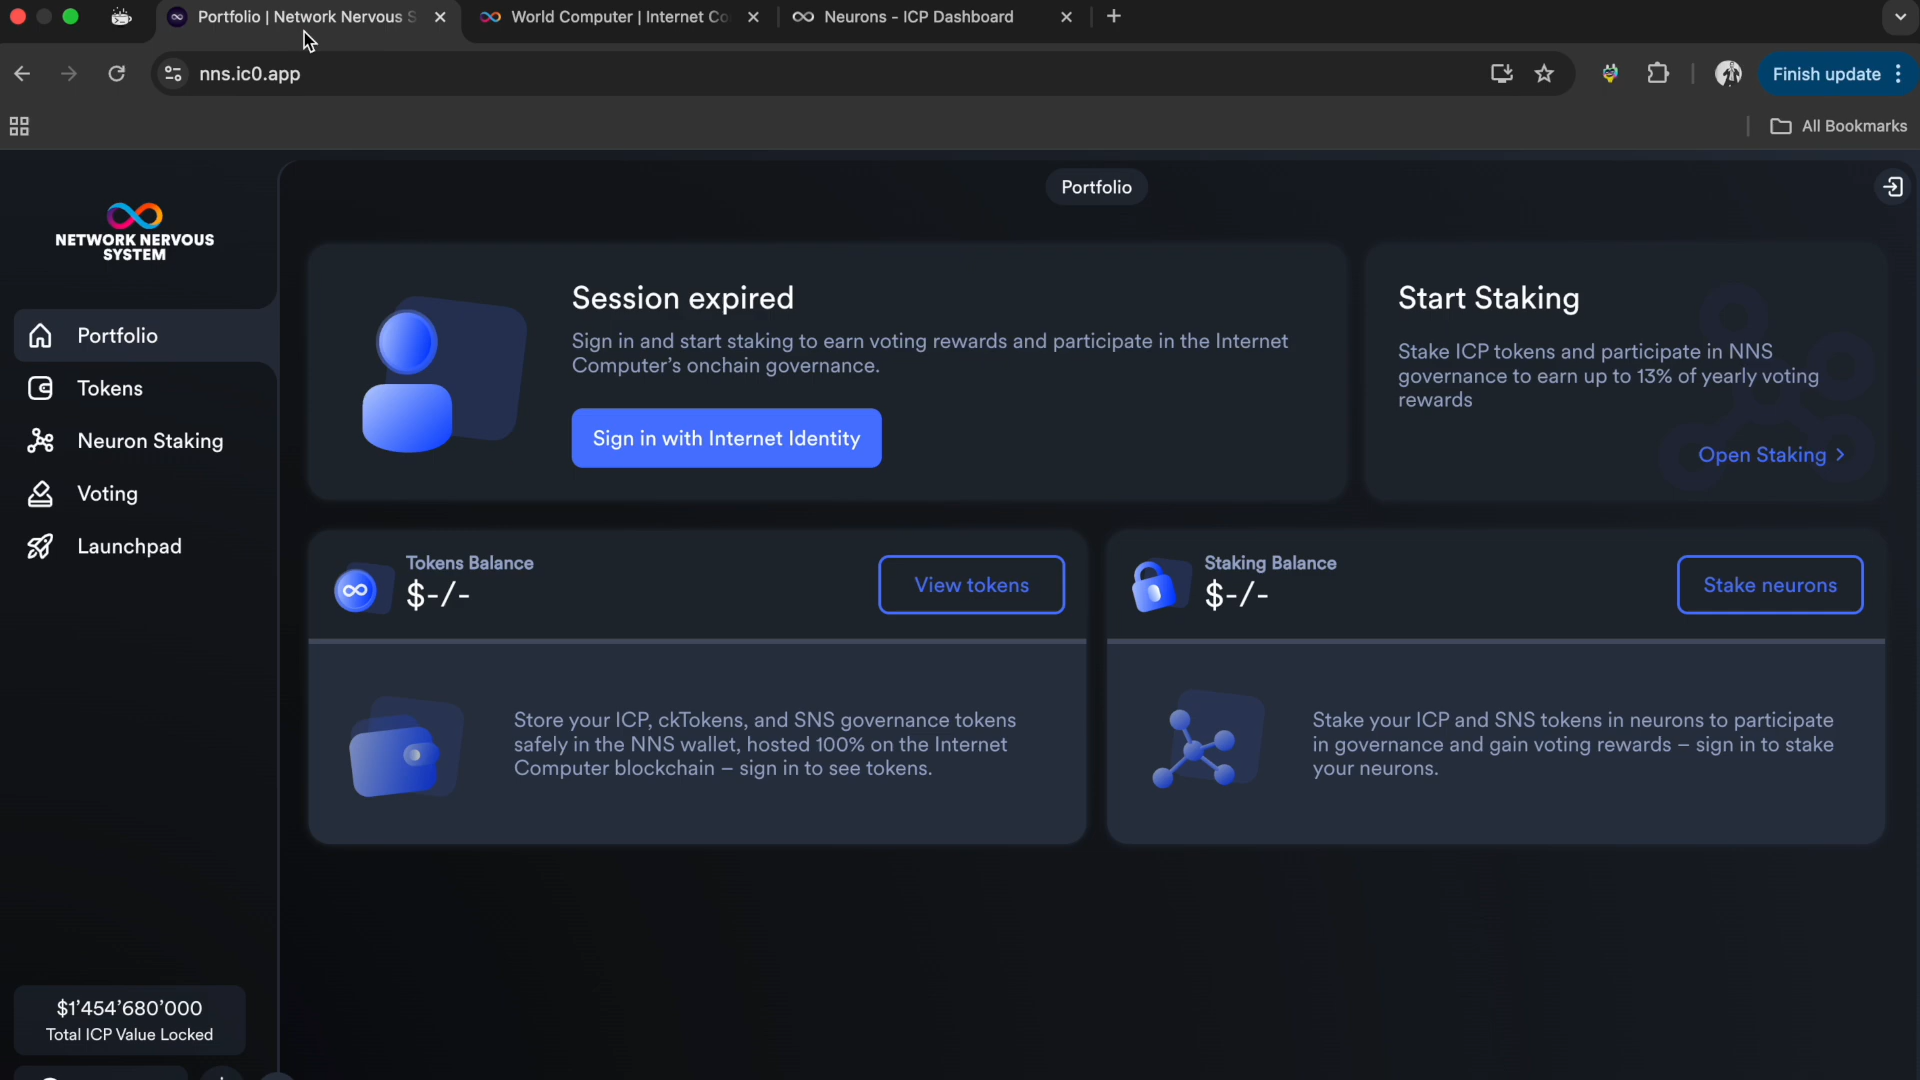 Portfolio | Network Nervous S
World Computer | Internet Co
Neurons - ICP Dashboard
nns.ic0.app
Finish update
All Bookmarks
NETWORK NERVOUS
SYSTEM
Portfolio
Tokens
Neuron Staking
Voting
Launchpad
$1’454’680’000
Total ICP Value Locked
Portfolio
Session expired
Sign in and start staking to earn voting rewards and participate in the Internet
Computer’s onchain governance.
Sign in with Internet Identity
Start Staking
Stake ICP tokens and participate in NNS
governance to earn up to 13% of yearly voting
rewards
Open Staking
Tokens Balance
$-/-
View tokens
Store your ICP, ckTokens, and SNS governance tokens
safely in the NNS wallet, hosted 100% on the Internet
Computer blockchain – sign in to see tokens.
Staking Balance
$-/-
Stake neurons
Stake your ICP and SNS tokens in neurons to participate
in governance and gain voting rewards – sign in to stake
your neurons.